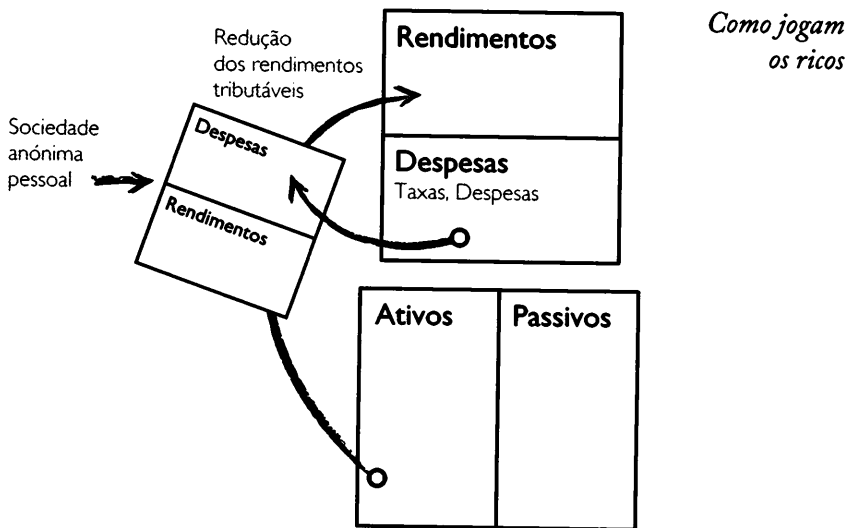 Como jogam
os ricos
Redução
dos rendimentos
tributáveis
Rendimentos
Sociedade
anónima
pessoal
Despesas
Rendimentos
Despesas
Taxas, Despesas
Ativos
Passivos